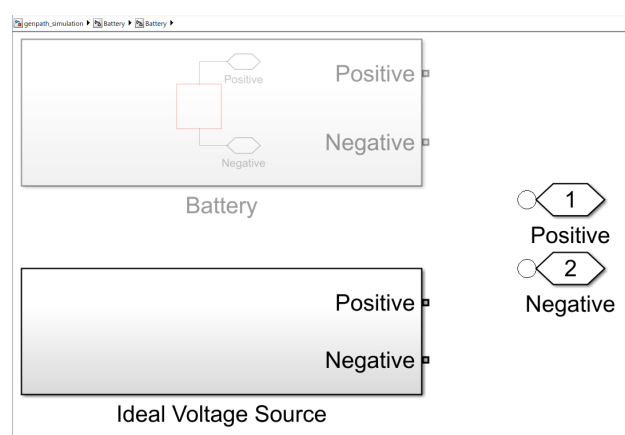 genpath_simulation Battery Battery
Positive
Negative
Positive
Negative
Battery
1
Positive
2
Negative
Positive
Negative
Ideal Voltage Source